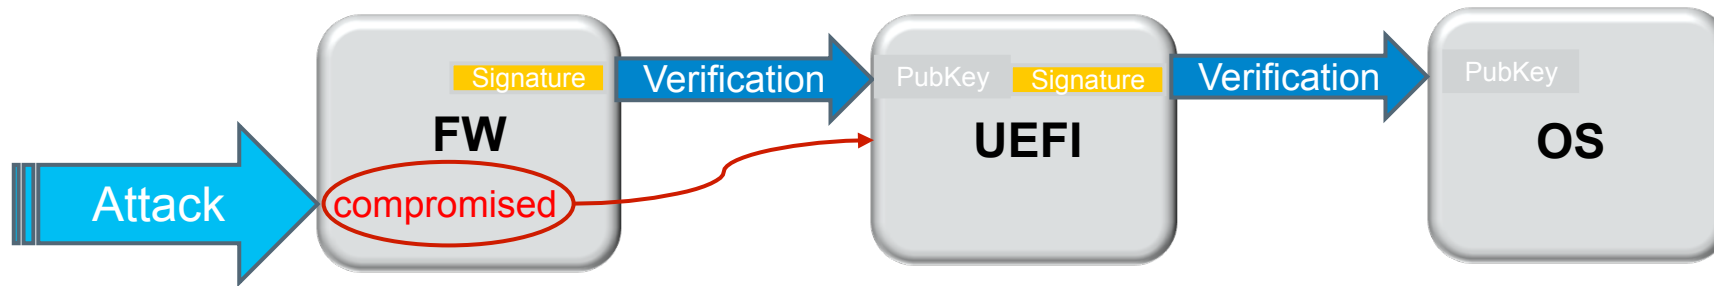 Signature
Verification
PubKey
Signature
Verification
PubKey
FW
UEFI
OS
Attack
compromised